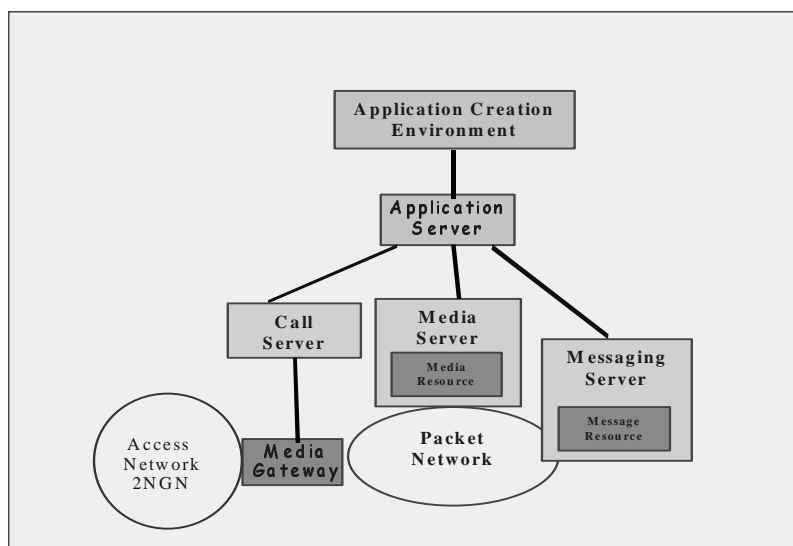 Application Creation
Environment
Application
Server
Call
Server
Media
Server
Media
Resource
Messaging
Server
Message
Resource
Access
Network
2NGN
Media
Gateway
Packet
Network